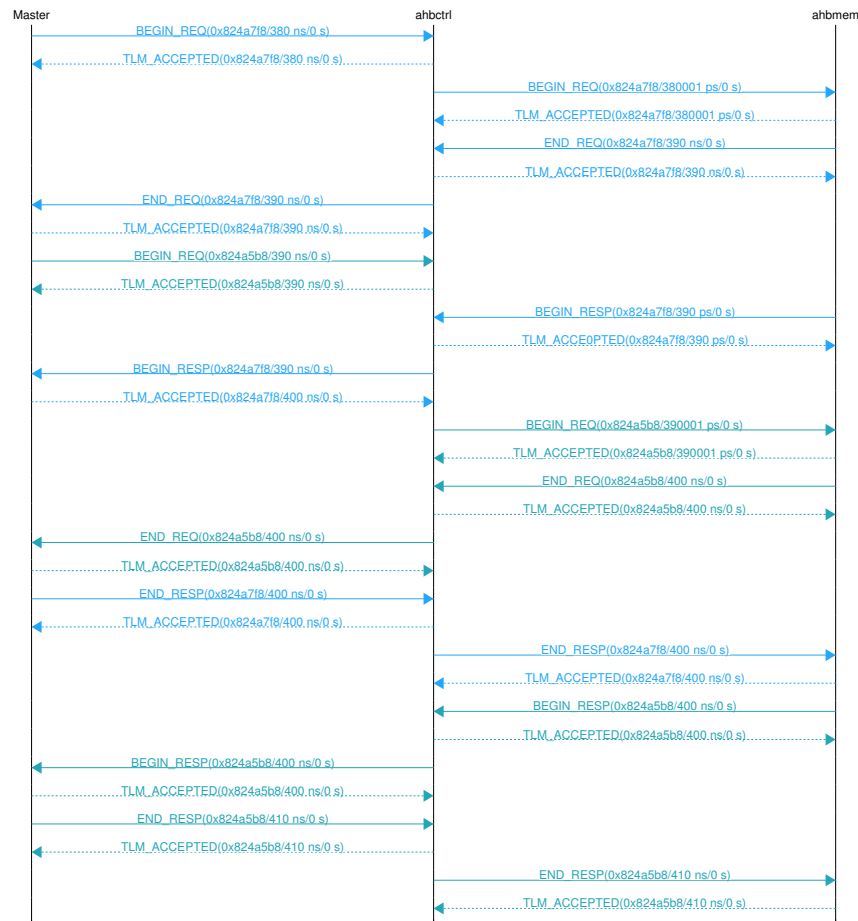 Master ahbctrl ahbmem
BEGIN_REQ(0x824a7f8/380 ns/0 s)
TLM_ACCEPTED(0x824a7f8/380 ns/0 s)
BEGIN_REQ(0x824a7f8/380001 ps/0 s)
TLM_ACCEPTED(0x824a7f8/380001 ps/0 s)
END_REQ(0x824a7f8/390 ns/0 s)
TLM_ACCEPTED(0x824a7f8/390 ns/0 s)
END_REQ(0x824a7f8/390 ns/0 s)
TLM_ACCEPTED(0x824a7f8/390 ns/0 s)
BEGIN_REQ(0x824a5b8/390 ns/0 s)
TLM_ACCEPTED(0x824a5b8/390 ns/0 s)
BEGIN_RESP(0x824a7f8/390 ps/0 s)
TLM_ACCE0PTED(0x824a7f8/390 ps/0 s)
BEGIN_RESP(0x824a7f8/390 ns/0 s)
TLM_ACCEPTED(0x824a7f8/400 ns/0 s)
BEGIN_REQ(0x824a5b8/390001 ps/0 s)
TLM_ACCEPTED(0x824a5b8/390001 ps/0 s)
END_REQ(0x824a5b8/400 ns/0 s)
TLM_ACCEPTED(0x824a5b8/400 ns/0 s)
END_REQ(0x824a5b8/400 ns/0 s)
TLM_ACCEPTED(0x824a5b8/400 ns/0 s)
END_RESP(0x824a7f8/400 ns/0 s)
TLM_ACCEPTED(0x824a7f8/400 ns/0 s)
END_RESP(0x824a7f8/400 ns/0 s)
TLM_ACCEPTED(0x824a7f8/400 ns/0 s)
BEGIN_RESP(0x824a5b8/400 ns/0 s)
TLM_ACCEPTED(0x824a5b8/400 ns/0 s)
BEGIN_RESP(0x824a5b8/400 ns/0 s)
TLM_ACCEPTED(0x824a5b8/400 ns/0 s)
END_RESP(0x824a5b8/410 ns/0 s)
TLM_ACCEPTED(0x824a5b8/410 ns/0 s)
END_RESP(0x824a5b8/410 ns/0 s)
TLM_ACCEPTED(0x824a5b8/410 ns/0 s)